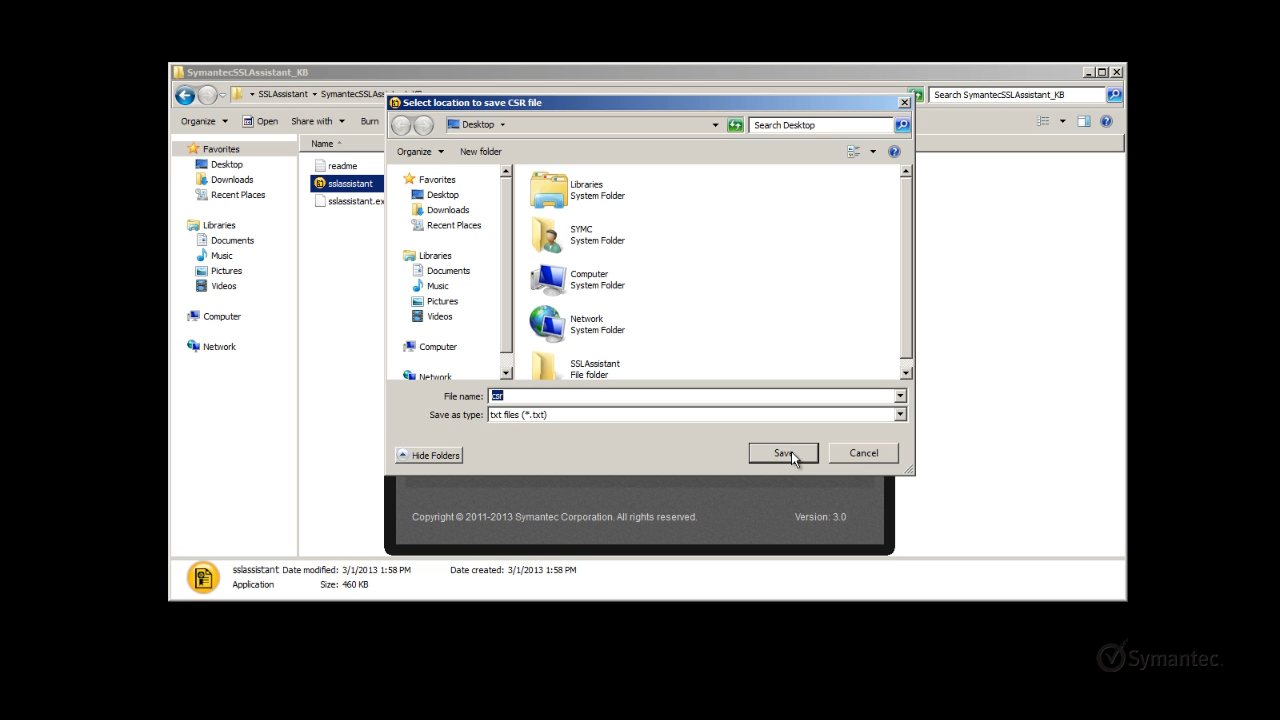 SymantecSSLAssistant_KB
SSLAssistant SymantecSSLAs
Search SymantecSSLAssistant_KB
Organize Open Share with Burn
Favorites
Desktop
Downloads
Recent Places
Libraries
Documents
Music
Pictures
Videos
Computer
Network
Name
readme
sslassistant
sslassistant.ex
Select location to save CSR file
Desktop
Search Desktop
Organize New folder
Favorites
Desktop
Downloads
Recent Places
Libraries
Documents
Music
Pictures
Videos
Computer
Network
Libraries
System Folder
SYMC
System Folder
Computer
System Folder
Network
System Folder
SSLAssistant
File folder
File name: csr
Save as type: txt files (*.txt)
Hide Folders
Save
Cancel
Copyright © 2011-2013 Symantec Corporation. All rights reserved. Version: 3.0
sslassistant Date modified: 3/1/2013 1:58 PM Date created: 3/1/2013 1:58 PM
Application Size: 460 KB
Symantec.